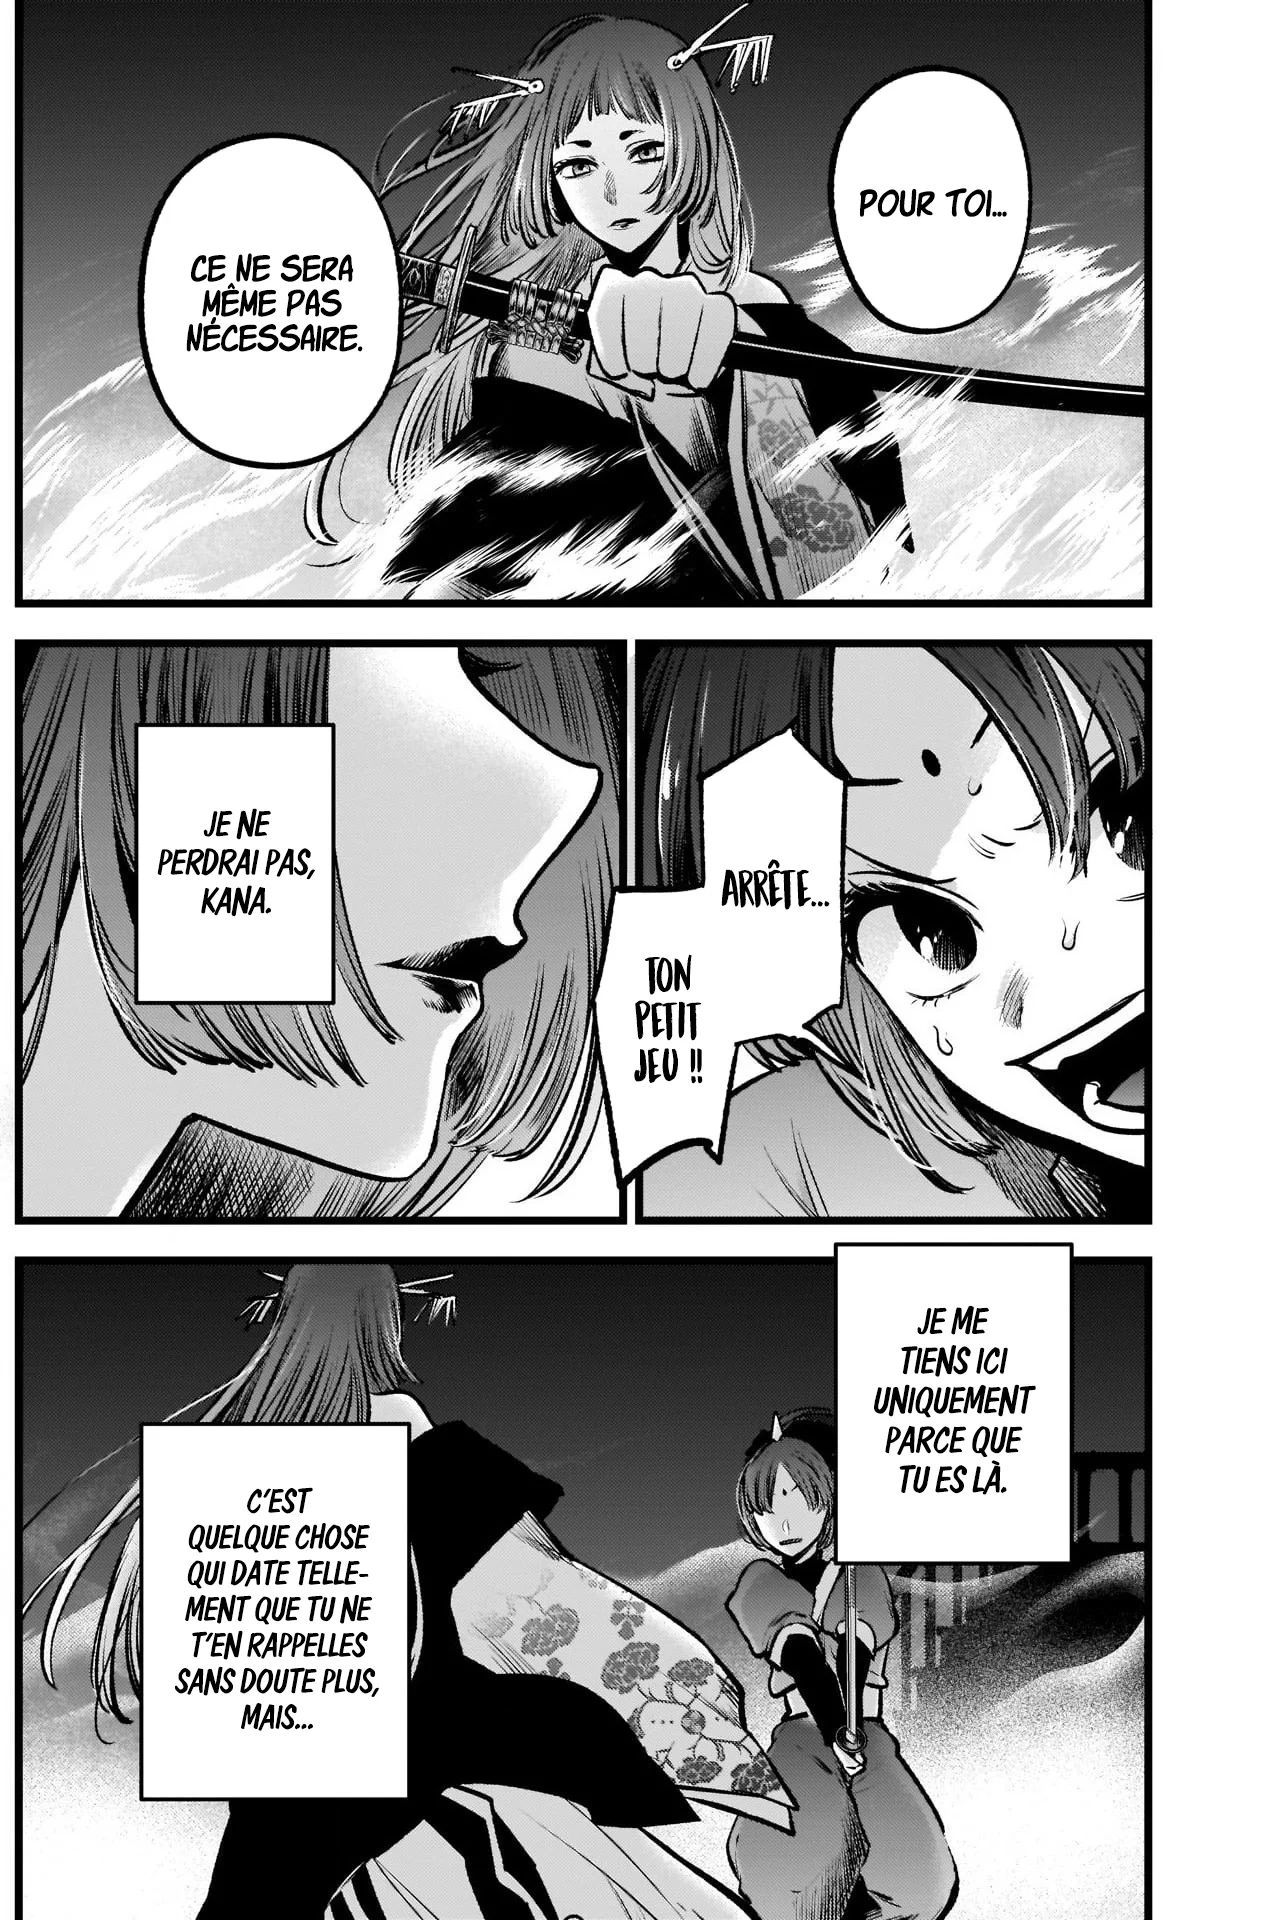 POUR TOI...
CE NE SERA
MÊME PAS
NÉCESSAIRE.
ARRÊTE...
TON
PETIT
JEU !!
JE NE
PERDRAI PAS,
KANA.
JE ME
TIENS ICI
UNIQUEMENT
PARCE QUE
TU ES LÀ.
C'EST
QUELQUE CHOSE
QUI DATE TELLE-
MENT QUE TU NE
T'EN RAPPELLES
SANS DOUTE PLUS,
MAIS...